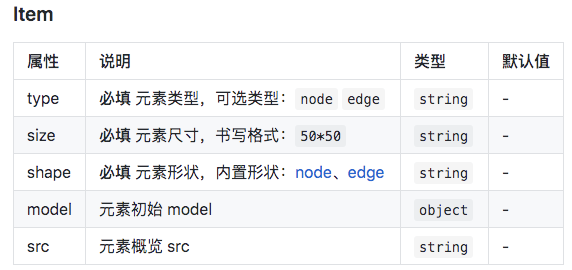 Item
属性 说明 类型 默认值
type 必填 元素类型，可选类型： node edge string -
size 必填 元素尺寸，书写格式： 50*50 string -
shape 必填 元素形状，内置形状： node、edge string -
model 元素初始 model object -
src 元素概览 src string -